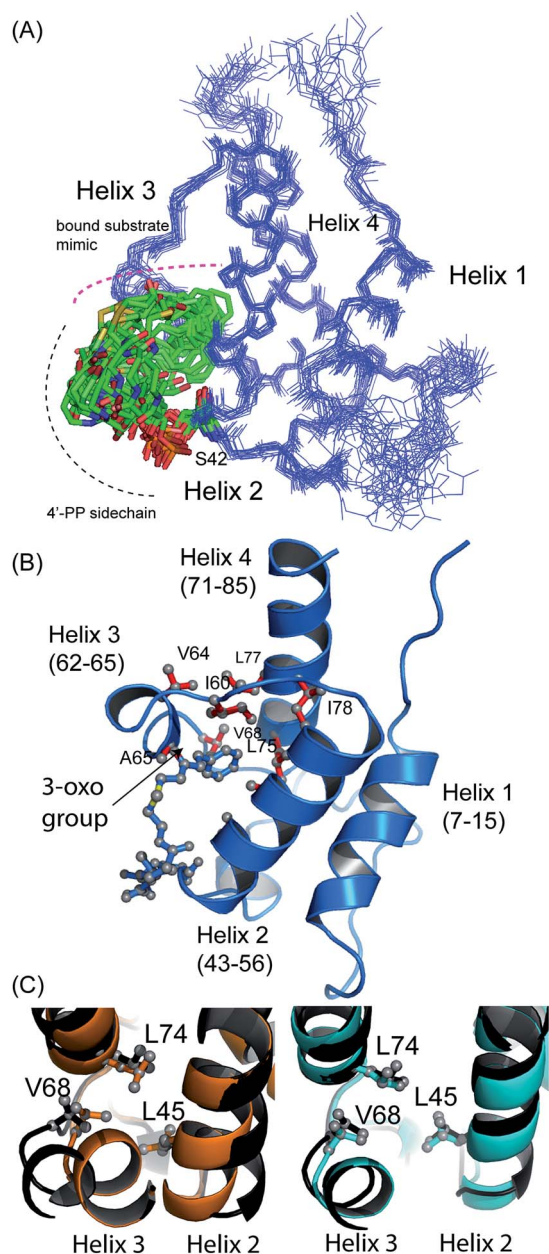 (A)
Helix 3
bound substrate
mimic
Helix 4
Helix 1
S42
Helix 2
4'-PP sidechain
(B)
Helix 4
(71-85)
Helix 3
(62-65)
V64
L77
I60
I78
V68
L75
A65
3-oxo
group
Helix 1
(7-15)
Helix 2
(43-56)
(C)
L74
V68
L45
Helix 3
Helix 2
L74
V68
L45
Helix 3
Helix 2